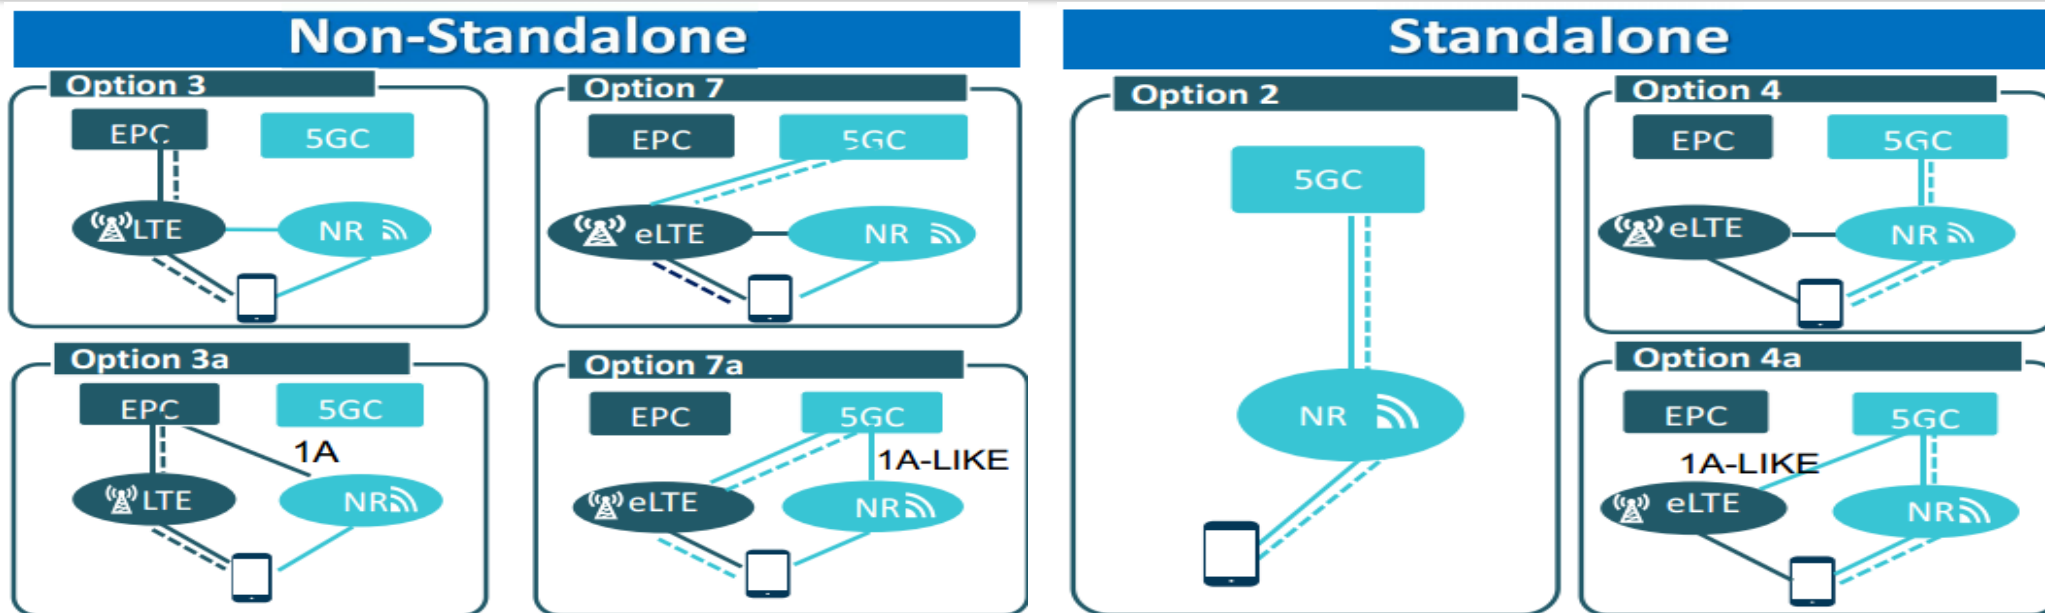 Non-Standalone
Option 3
EPC
5GC
LTE
NR
Option 7
EPC
5GC
eLTE
NR
Option 3a
EPC
5GC
1A
LTE
NR
Option 7a
EPC
5GC
1A-LIKE
eLTE
NR
Standalone
Option 2
5GC
NR
Option 4
EPC
5GC
eLTE
NR
Option 4a
EPC
5GC
1A-LIKE
eLTE
NR